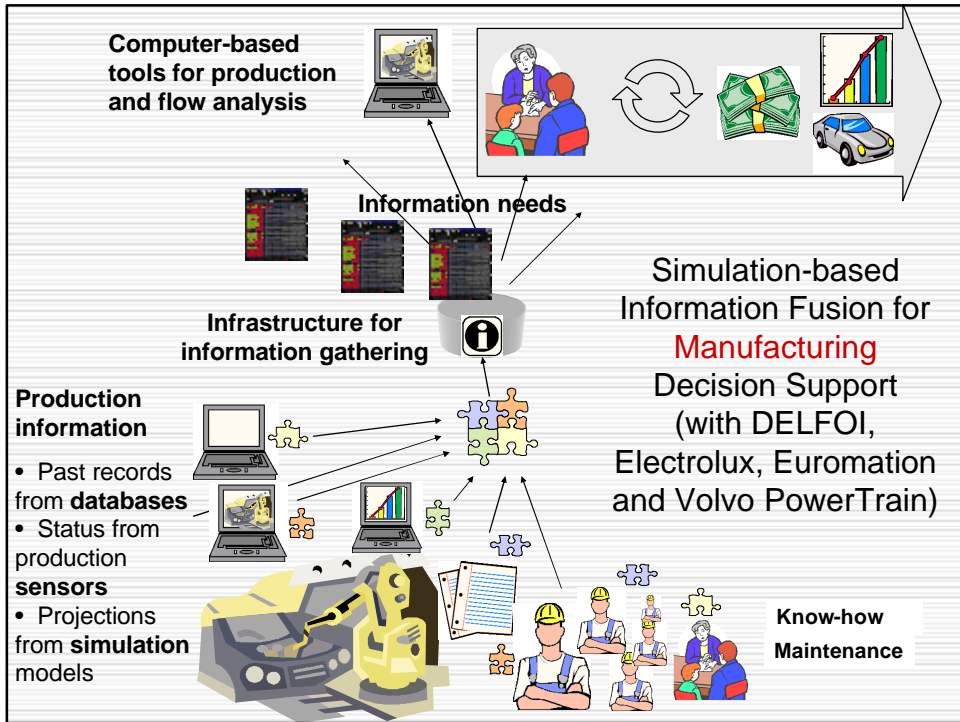 Computer-based
tools for production
and flow analysis
Information needs
Infrastructure for
information gathering
Simulation-based
Information Fusion for
Manufacturing
Decision Support
(with DELFOI,
Electrolux, Euromation
and Volvo PowerTrain)
Production
information
• Past records
from databases
• Status from
production
sensors
• Projections
from simulation
models
Know-how
Maintenance